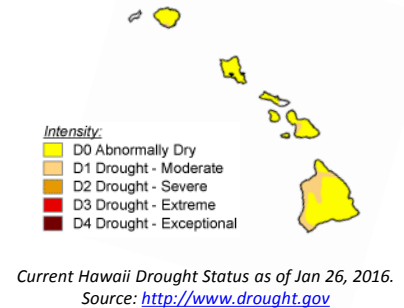 Intensity:
D0 Abnormally Dry
D1 Drought - Moderate
D2 Drought - Severe
D3 Drought - Extreme
D4 Drought - Exceptional
Current Hawaii Drought Status as of Jan 26, 2016.
Source: http://www.drought.gov